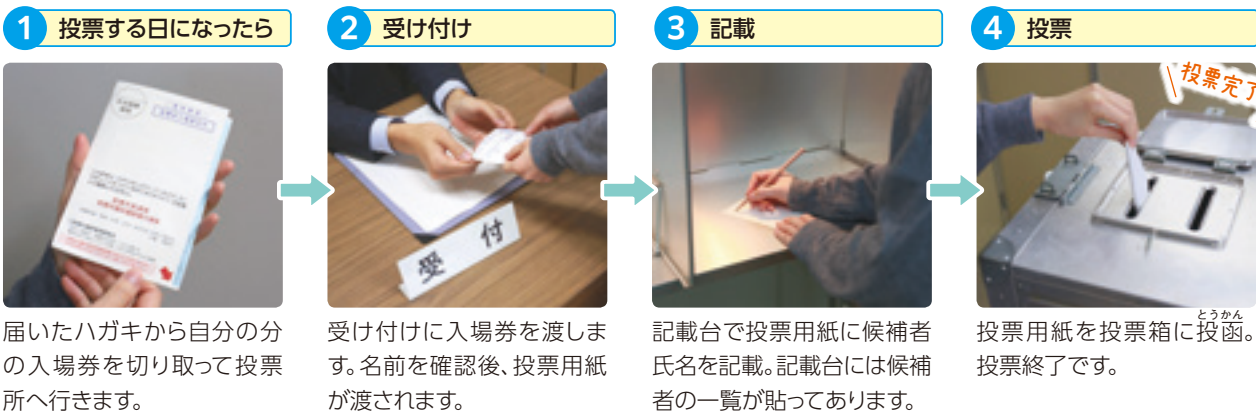 1 投票する日になったら
届いたハガキから自分の分
の入場券を切り取って投票
所へ行きます。
2 受け付け
受付
受け付けに入場券を渡しま
す。名前を確認後、投票用紙
が渡されます。
3 記載
記載台で投票用紙に候補者
氏名を記載。記載台には候補
者の一覧が貼ってあります。
4 投票
投票完了
とうかん
投票用紙を投票箱に投函。
投票終了です。